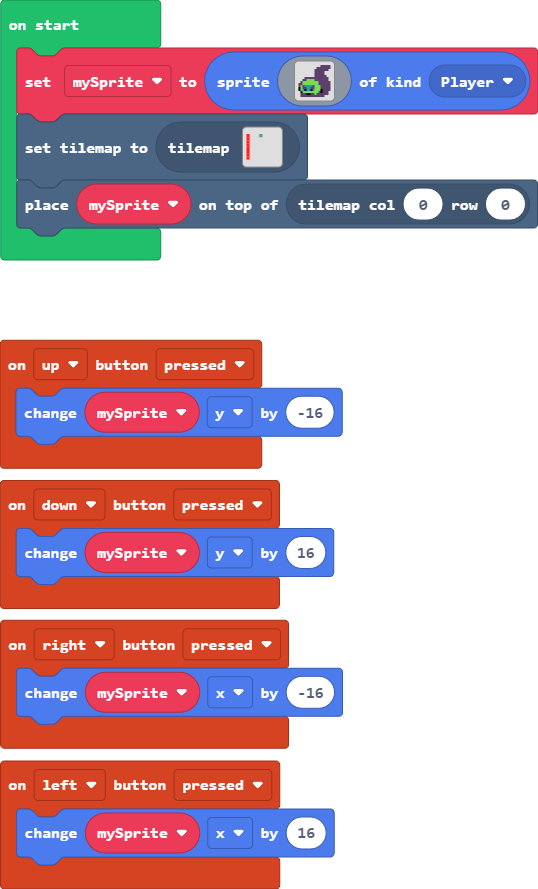 on start
set mySprite to sprite of kind Player
set tilemap to tilemap
place mySprite on top of tilemap col 0 row 0
on up button pressed
change mySprite y by -16
on down button pressed
change mySprite y by 16
on right button pressed
change mySprite x by -16
on left button pressed
change mySprite x by 16